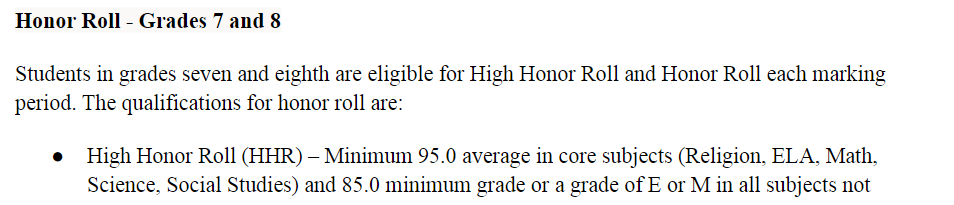 Honor Roll - Grades 7 and 8
Students in grades seven and eighth are eligible for High Honor Roll and Honor Roll each marking
period. The qualifications for honor roll are:
● High Honor Roll (HHR) – Minimum 95.0 average in core subjects (Religion, ELA, Math,
Science, Social Studies) and 85.0 minimum grade or a grade of E or M in all subjects not